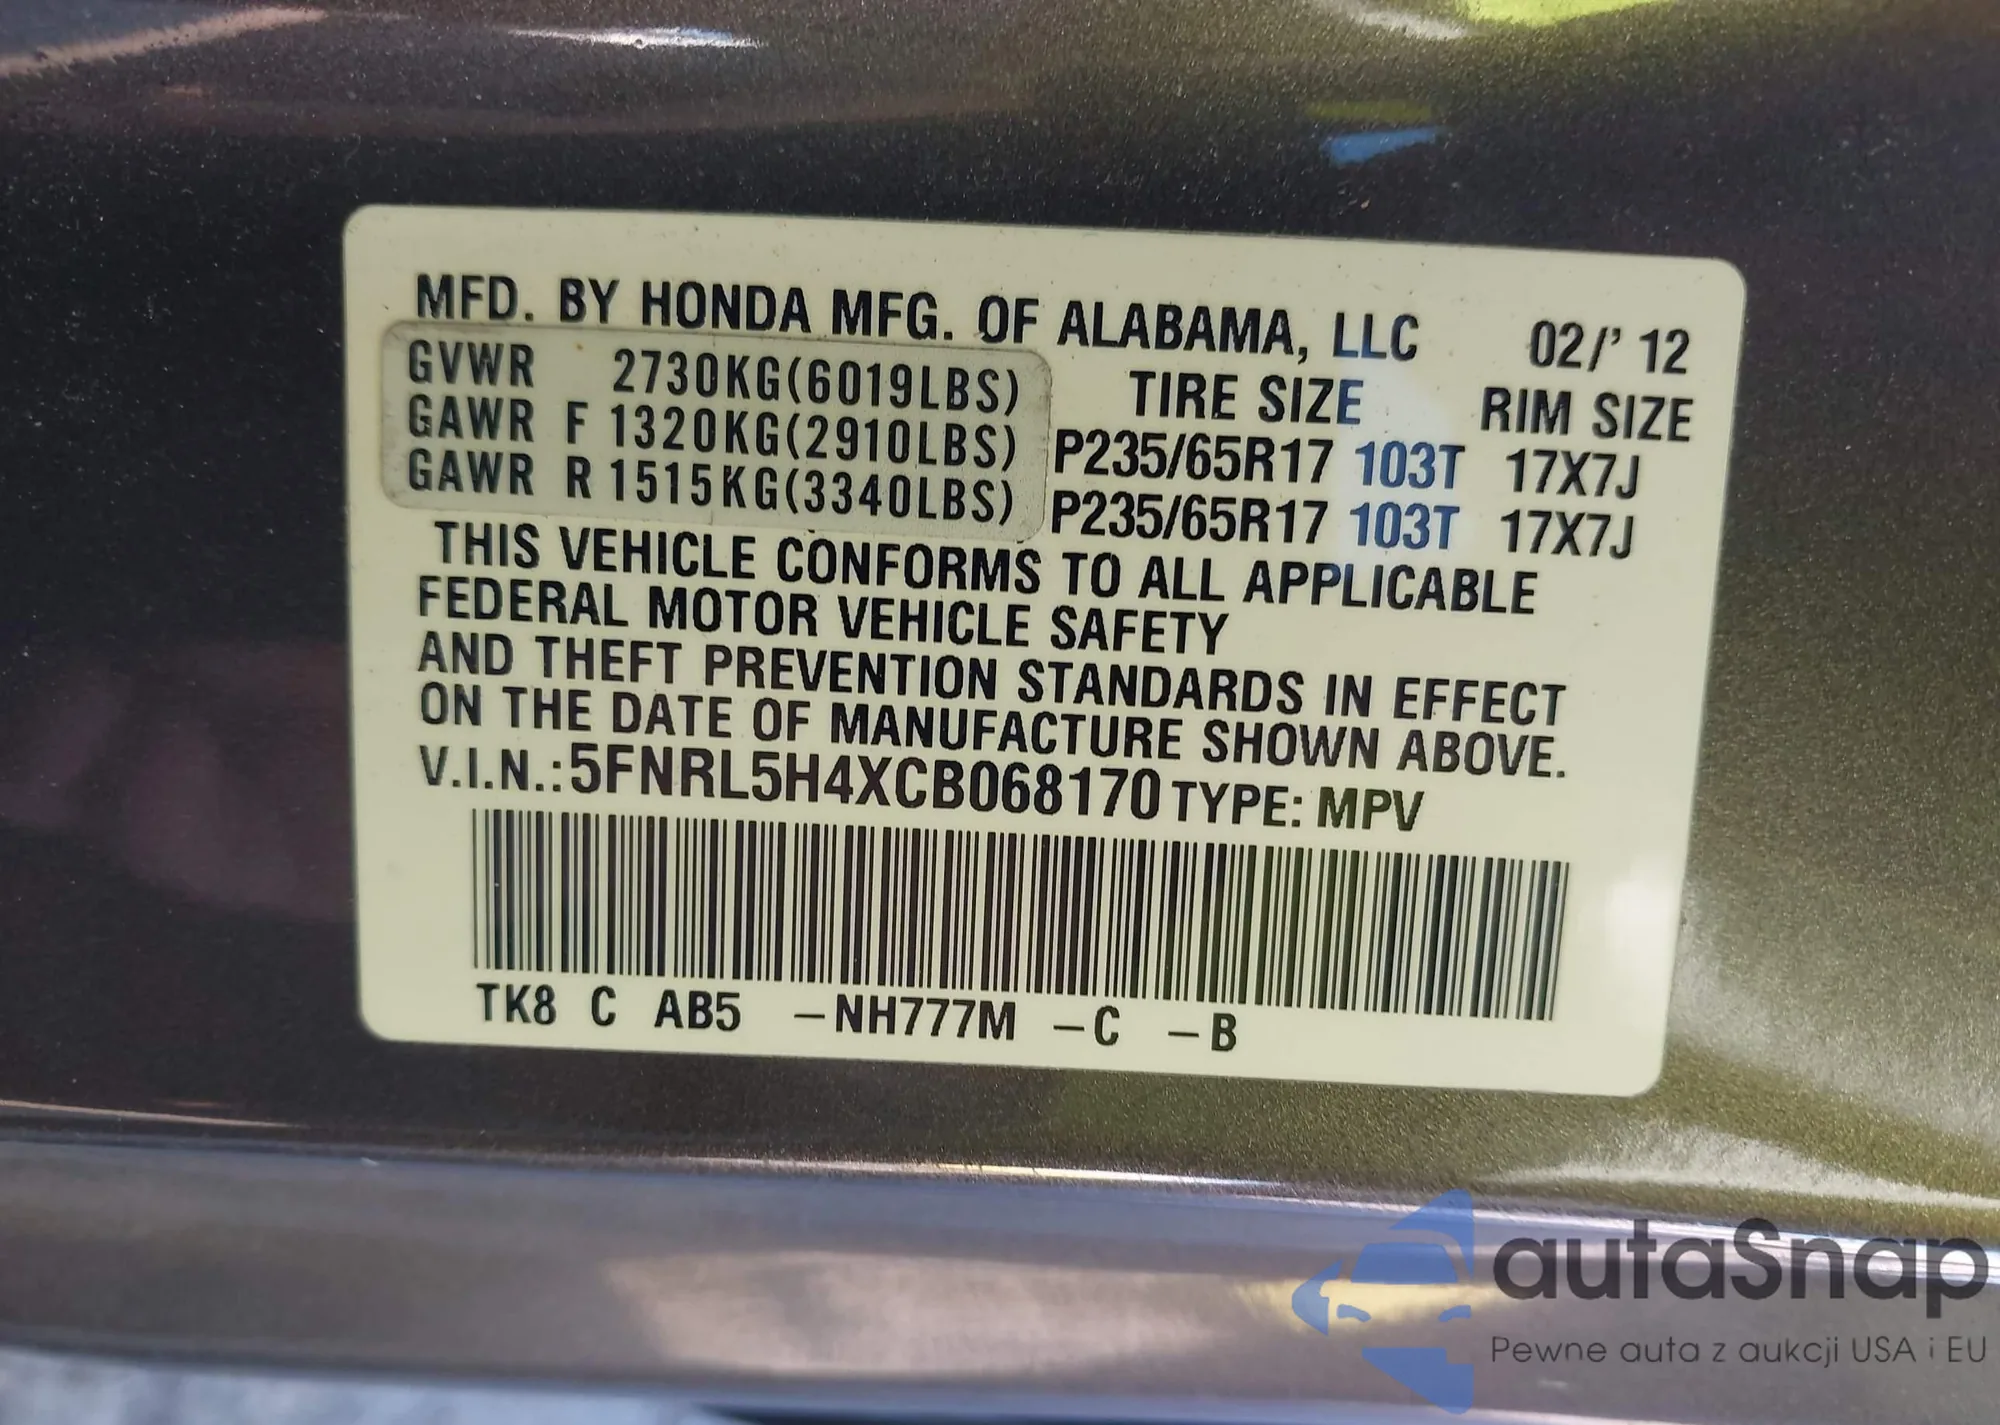 MFD. BY HONDA MFG. OF ALABAMA, LLC 02/' 12
GVWR 2730KG(6019LBS) TIRE SIZE RIM SIZE
GAWR F 1320KG(2910LBS) P235/65R17 103T 17X7J
GAWR R 1515KG(3340LBS) P235/65R17 103T 17X7J
THIS VEHICLE CONFORMS TO ALL APPLICABLE
FEDERAL MOTOR VEHICLE SAFETY
AND THEFT PREVENTION STANDARDS IN EFFECT
ON THE DATE OF MANUFACTURE SHOWN ABOVE.
V.I.N.:5FNRL5H4XCB068170 TYPE: MPV
TK8 C AB5 –NH777M –C –B
autaSnap
Pewne auta z aukcji USA i EU